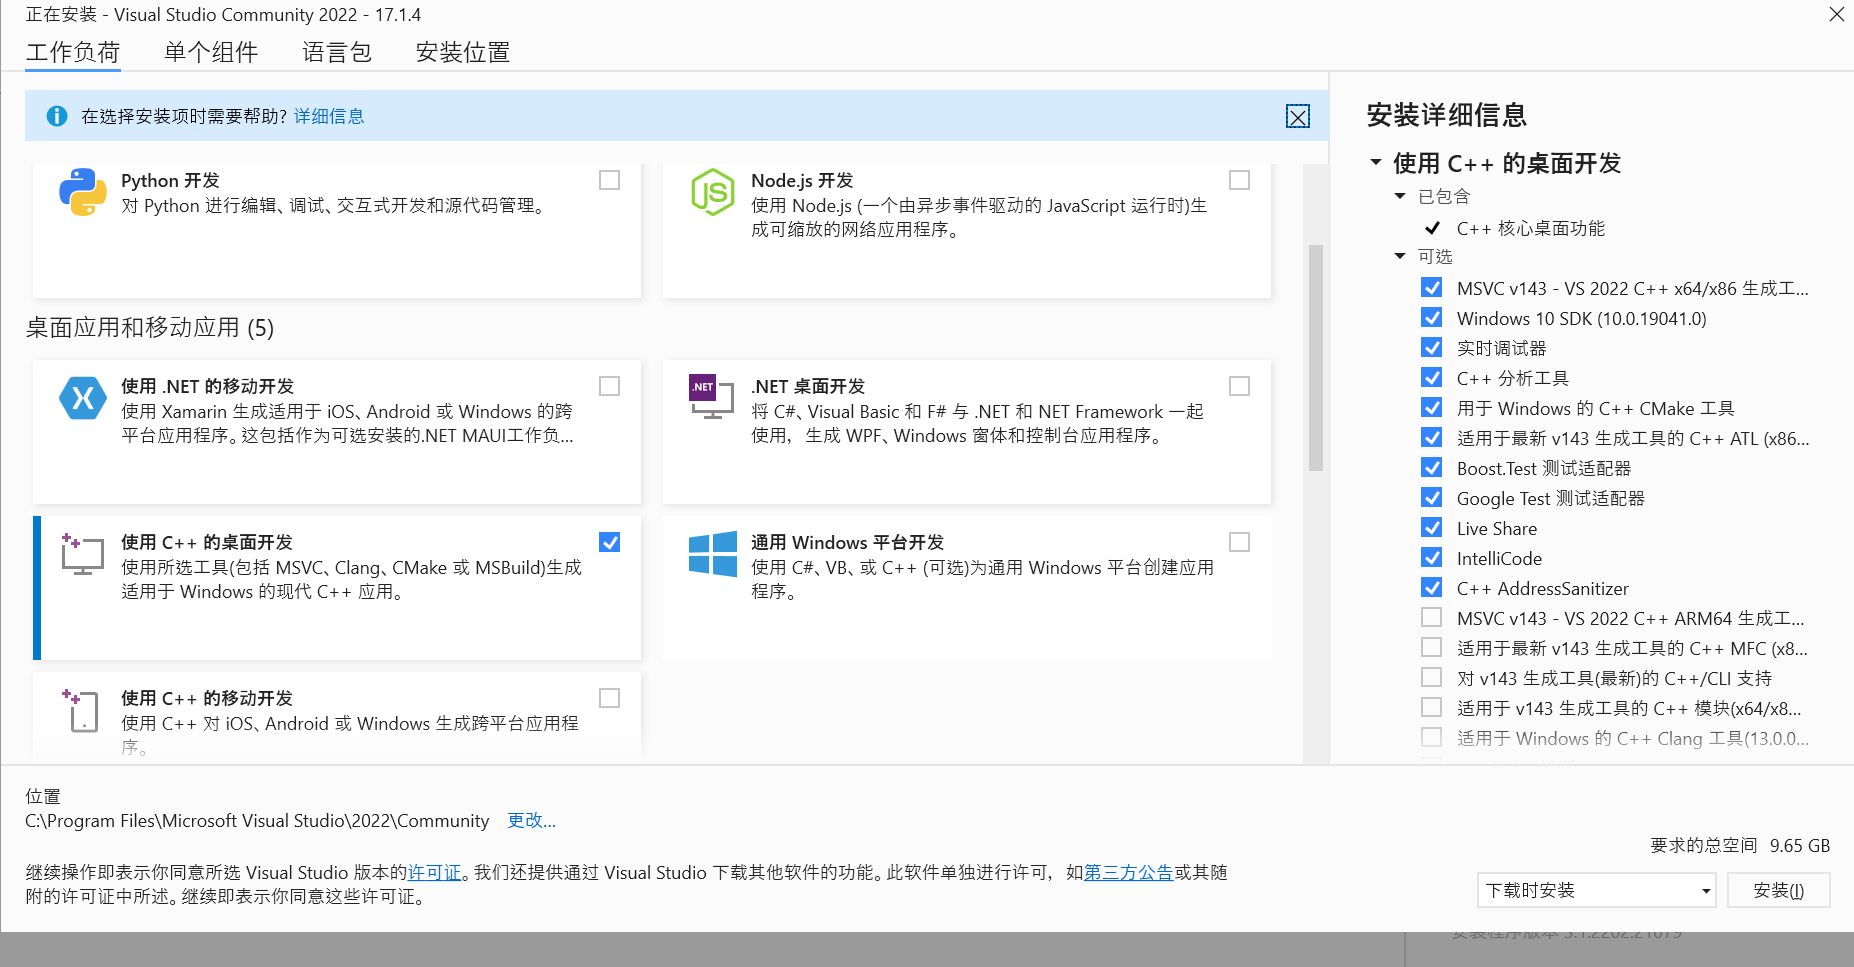 正在安装 - Visual Studio Community 2022 - 17.1.4
工作负荷 单个组件 语言包 安装位置
在选择安装项时需要帮助? 详细信息
Python 开发
对 Python 进行编辑、调试、交互式开发和源代码管理。
Node.js 开发
使用 Node.js (一个由异步事件驱动的 JavaScript 运行时)生
成可缩放的网络应用程序。
桌面应用和移动应用 (5)
使用 .NET 的移动开发
使用 Xamarin 生成适用于 iOS、Android 或 Windows 的跨
平台应用程序。这包括作为可选安装的.NET MAUI工作负...
.NET
.NET 桌面开发
将 C#、Visual Basic 和 F# 与 .NET 和 NET Framework 一起
使用，生成 WPF、Windows 窗体和控制台应用程序。
使用 C++ 的桌面开发
使用所选工具(包括 MSVC、Clang、CMake 或 MSBuild)生成
适用于 Windows 的现代 C++ 应用。
通用 Windows 平台开发
使用 C#、VB、或 C++ (可选)为通用 Windows 平台创建应用
程序。
使用 C++ 的移动开发
使用 C++ 对 iOS、Android 或 Windows 生成跨平台应用程
序。
安装详细信息
使用 C++ 的桌面开发
已包含
C++ 核心桌面功能
可选
MSVC v143 - VS 2022 C++ x64/x86 生成工...
Windows 10 SDK (10.0.19041.0)
实时调试器
C++ 分析工具
用于 Windows 的 C++ CMake 工具
适用于最新 v143 生成工具的 C++ ATL (x86...
Boost.Test 测试适配器
Google Test 测试适配器
Live Share
IntelliCode
C++ AddressSanitizer
MSVC v143 - VS 2022 C++ ARM64 生成工...
适用于最新 v143 生成工具的 C++ MFC (x8...
对 v143 生成工具(最新)的 C++/CLI 支持
适用于 v143 生成工具的 C++ 模块(x64/x8...
适用于 Windows 的 C++ Clang 工具(13.0.0...
位置
C:\Program Files\Microsoft Visual Studio\2022\Community 更改...
继续操作即表示你同意所选 Visual Studio 版本的许可证。我们还提供通过 Visual Studio 下载其他软件的功能。此软件单独进行许可，如第三方公告或其随
附的许可证中所述。继续即表示你同意这些许可证。
要求的总空间 9.65 GB
下载时安装 安装(I)